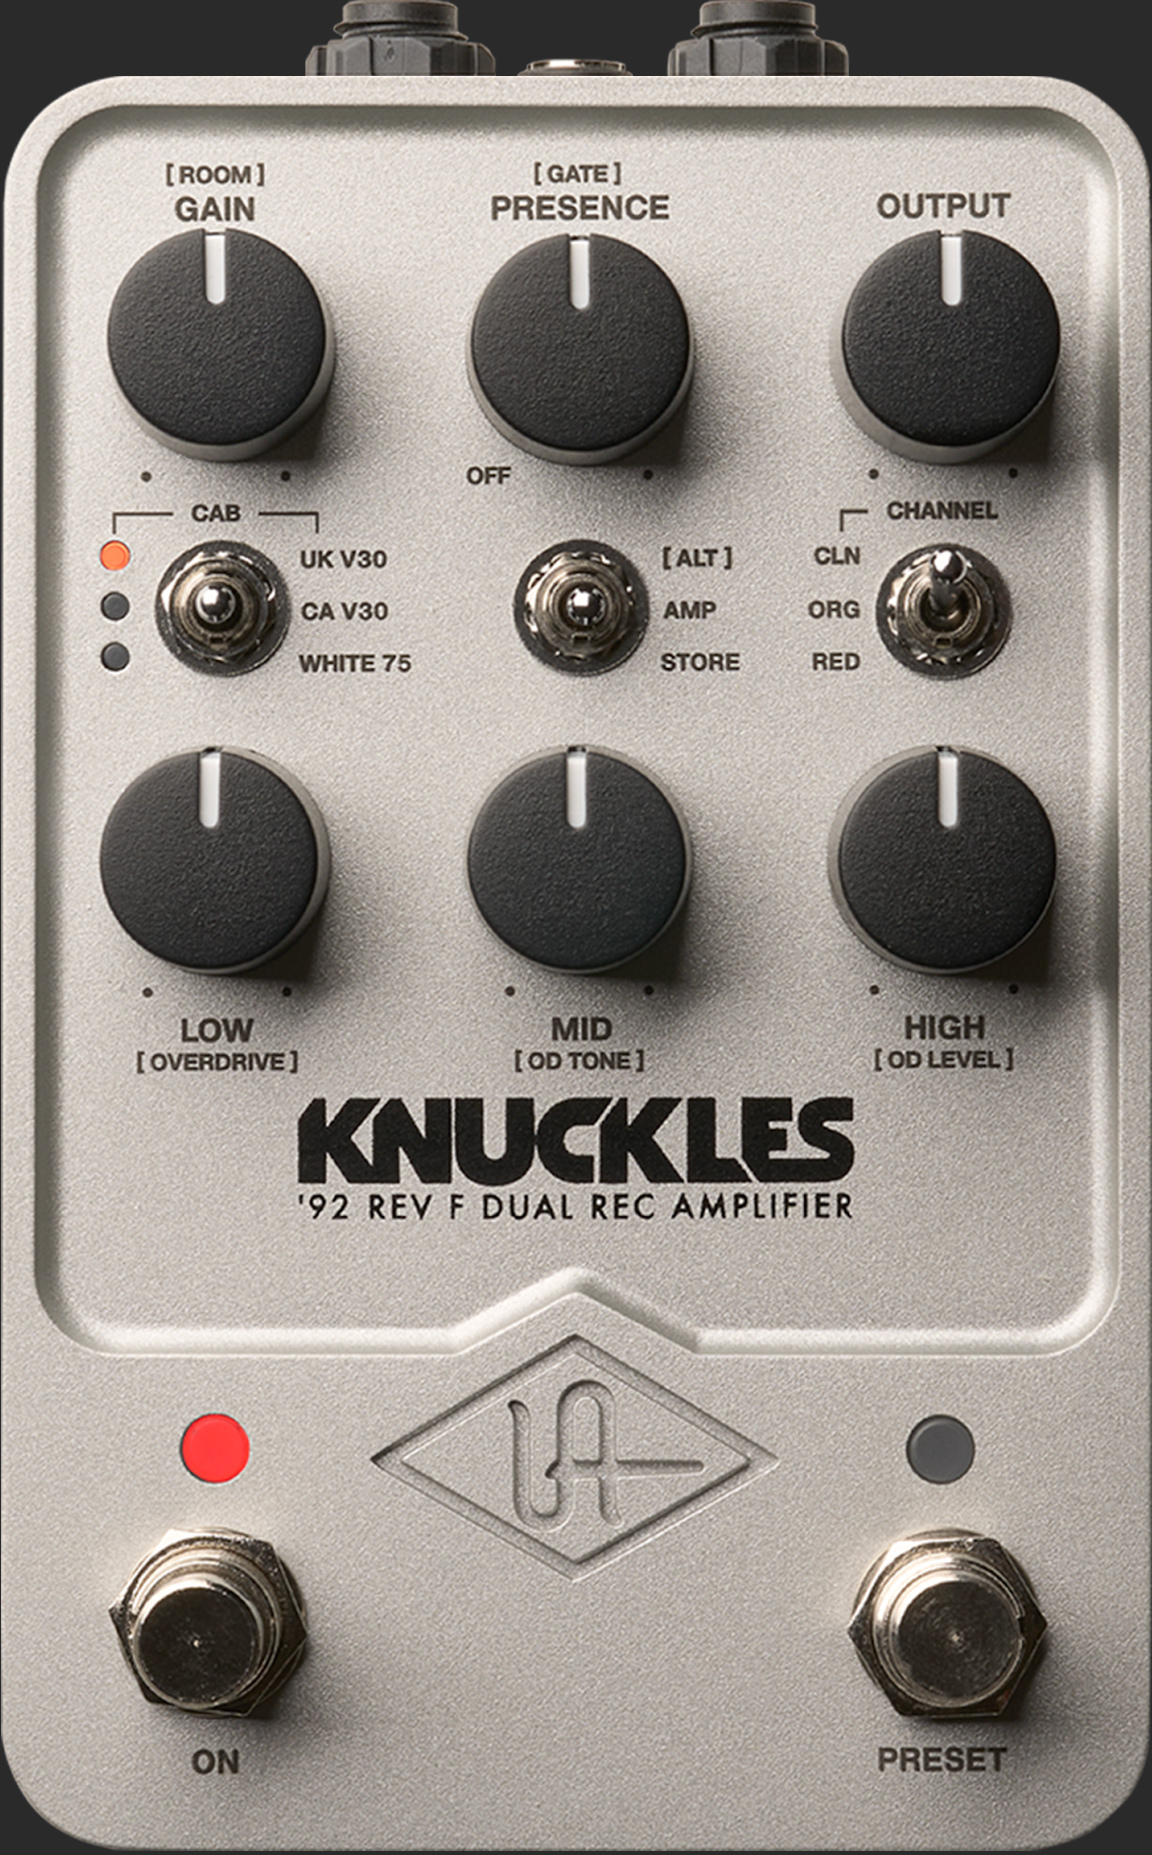 [ ROOM ]
GAIN
[ GATE ]
PRESENCE
OUTPUT
OFF
CAB
UK V30
CA V30
WHITE 75
[ ALT ]
AMP
STORE
CHANNEL
CLN
ORG
RED
LOW
[ OVERDRIVE ]
MID
[ OD TONE ]
HIGH
[ OD LEVEL ]
KNUCKLES
'92 REV F DUAL REC AMPLIFIER
UA
ON
PRESET